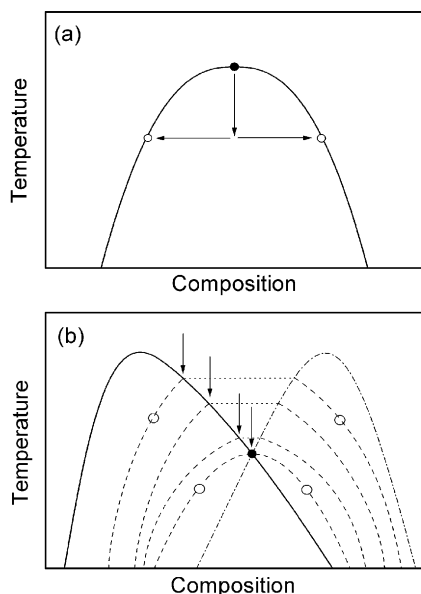 (a)
Temperature
Composition
(b)
Temperature
Composition